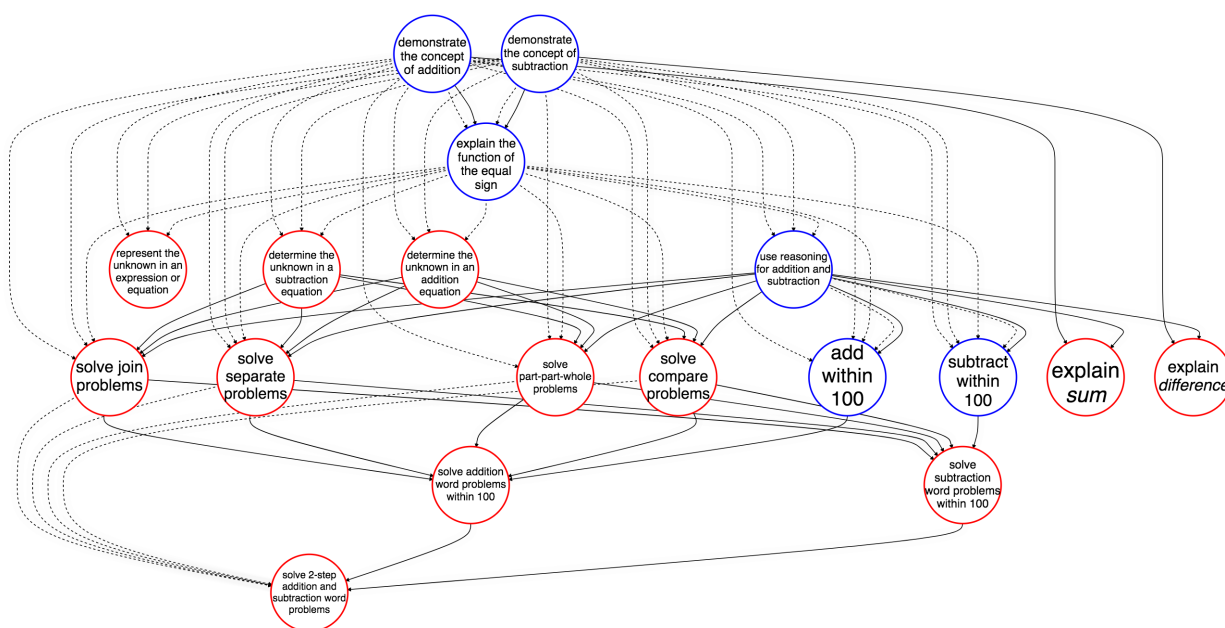 demonstrate
the concept
of addition
demonstrate
the concept of
subtraction
explain the
function of
the equal
sign
represent the
unknown in an
expression or
equation
determine the
unknown in a
subtraction
equation
determine the
unknown in an
addition
equation
use reasoning
for addition and
subtraction
solve join
problems
solve
separate
problems
solve
part-part-whole
problems
solve
compare
problems
add
within
100
subtract
within
100
explain
sum
explain
difference
solve addition
word problems
within 100
solve
subtraction
word problems
within 100
solve 2-step
addition and
subtraction word
problems